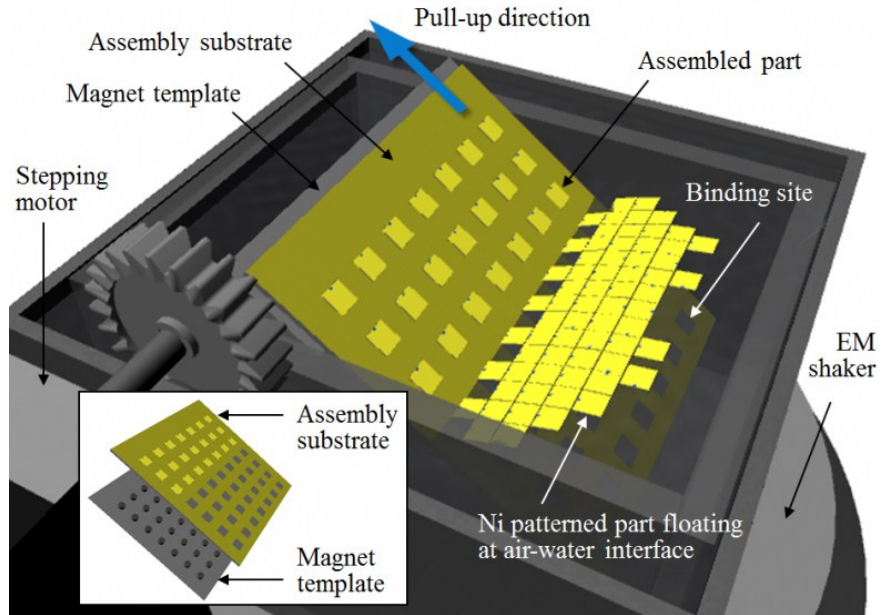 Pull-up direction
Assembly substrate
Assembled part
Magnet template
Stepping
motor
Binding site
EM
shaker
Assembly
substrate
Magnet
template
Ni patterned part floating
at air-water interface